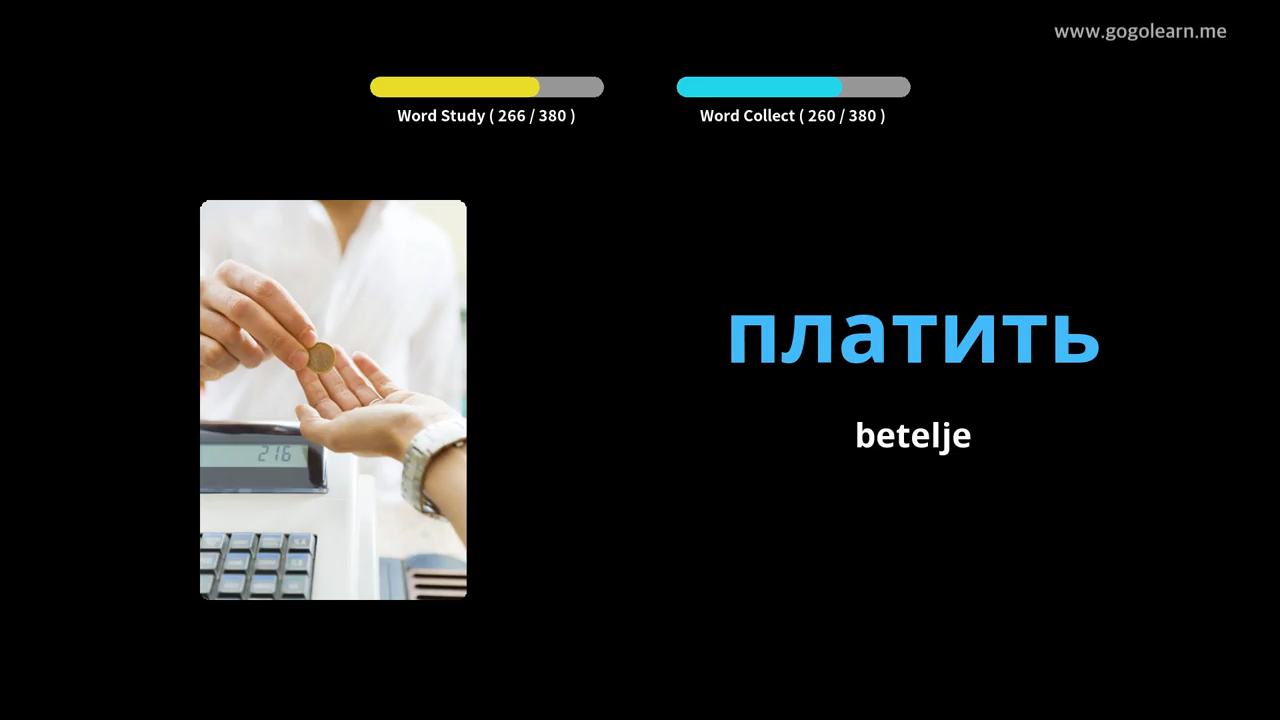 www.gogolearn.me
Word Study ( 266 / 380 )
Word Collect ( 260 / 380 )
платить
betelje
216